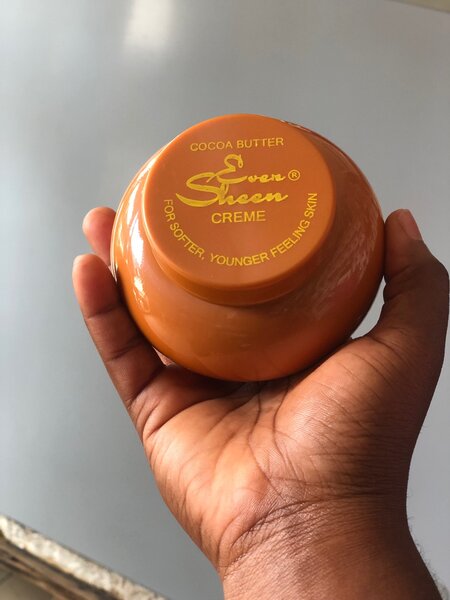 COCOA BUTTER
Ever
Sheen®
CREME
FOR SOFTER, YOUNGER FEELING SKIN